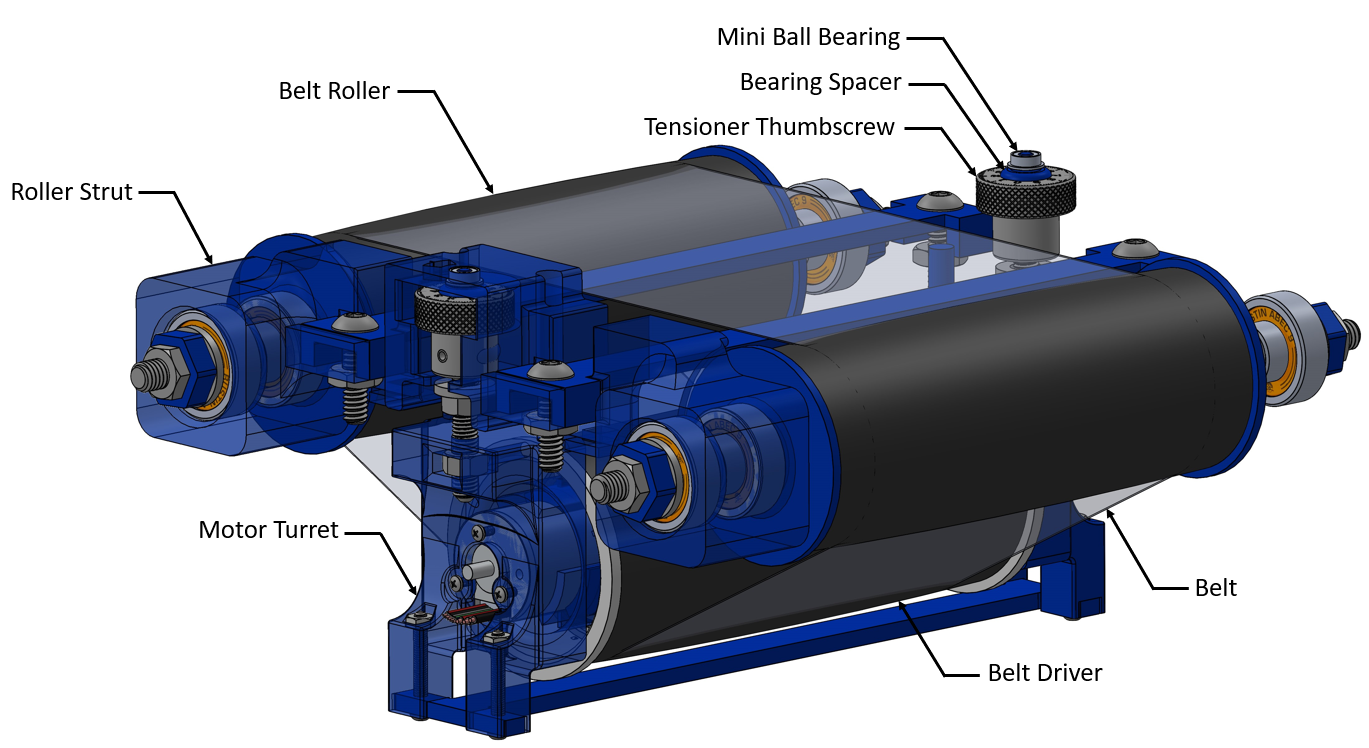 Mini Ball Bearing
Bearing Spacer
Belt Roller
Tensioner Thumbscrew
Roller Strut
Motor Turret
Belt
Belt Driver